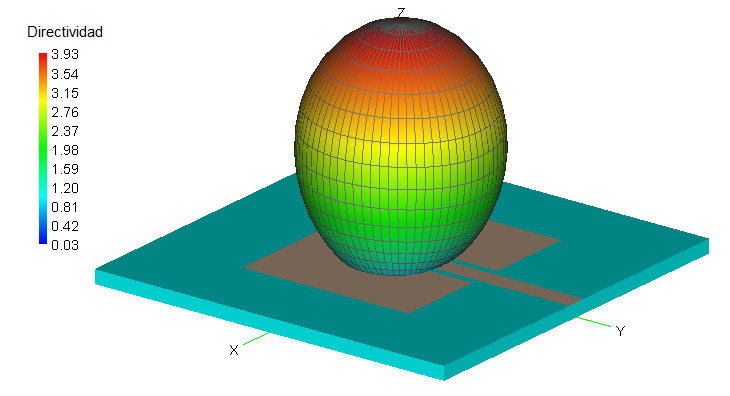 Directividad
3.93
3.54
3.15
2.76
2.37
1.98
1.59
1.20
0.81
0.42
0.03
Z
X
Y